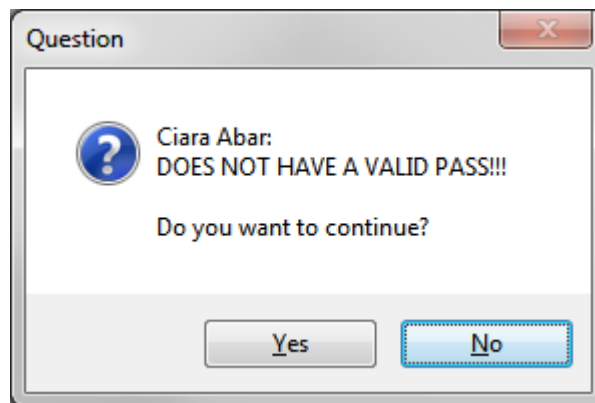 Question
Ciara Abar:
DOES NOT HAVE A VALID PASS!!!
Do you want to continue?
Yes
No